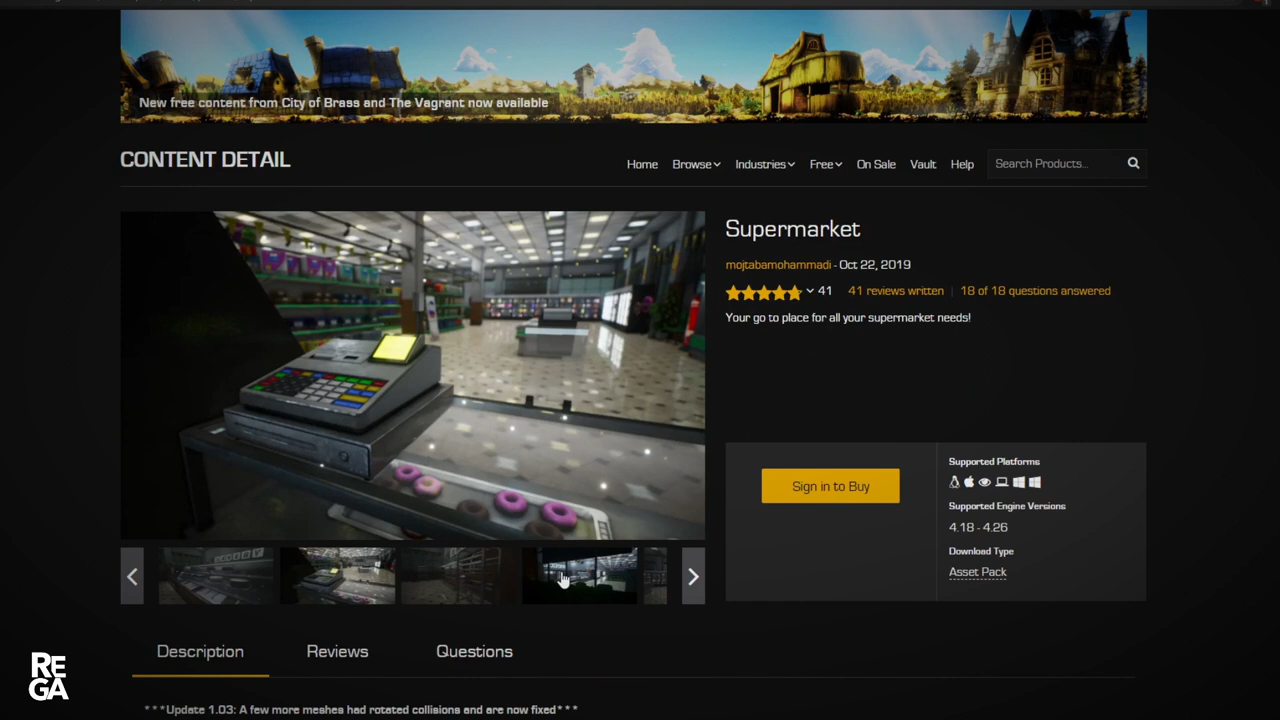 New free content from City of Brass and The Vagrant now available
CONTENT DETAIL
Home Browse Industries Free On Sale Vault Help Search Products...
Supermarket
mojtabamohammadi - Oct 22, 2019
41 41 reviews written | 18 of 18 questions answered
Your go to place for all your supermarket needs!
Sign in to Buy
Supported Platforms
Supported Engine Versions
4.18 - 4.26
Download Type
Asset Pack
Description Reviews Questions
***Update 1.03: A few more meshes had rotated collisions and are now fixed***
RE
GA